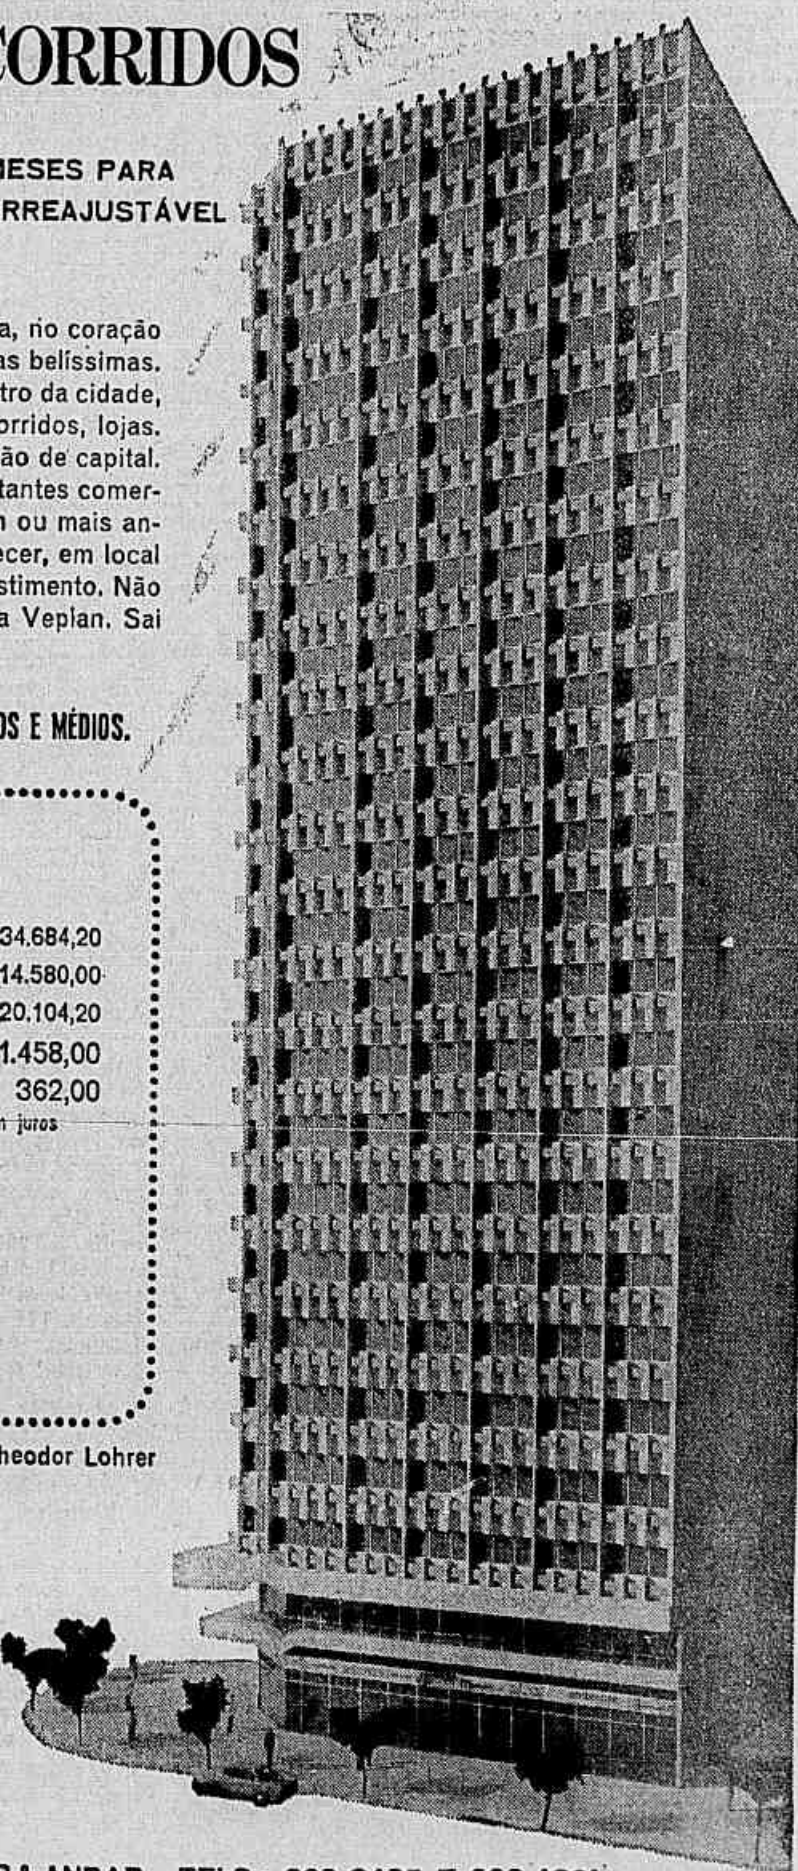 CORRIDOS
MESES PARA
IRREAJUSTÁVEL
a, no coração
as belíssimas.
tro da cidade,
orridos, lojas.
ão de capital.
tantes comer-
ou mais an-
ecer, em local
stimento. Não
a Veplan. Sai
OS E MÉDIOS.
34.684,20
14.580,00
20.104,20
1.458,00
362,00
juros
heodor Lohrer
ANDAR